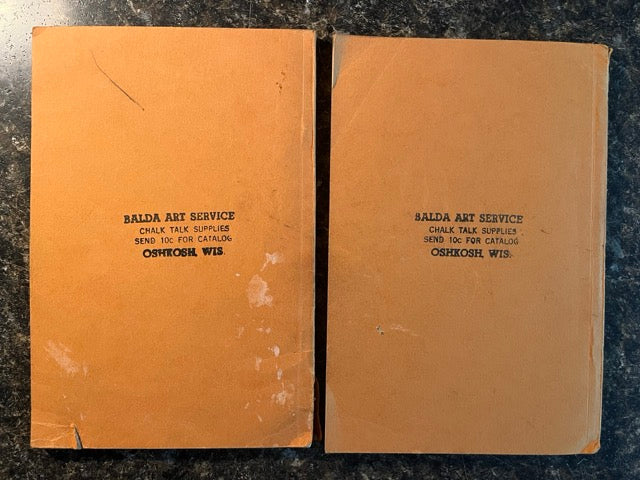 BALDA ART SERVICE
CHALK TALK SUPPLIES
SEND 10c FOR CATALOG
OSHKOSH, WIS.
BALDA ART SERVICE
CHALK TALK SUPPLIES
SEND 10c FOR CATALOG
OSHKOSH, WIS.